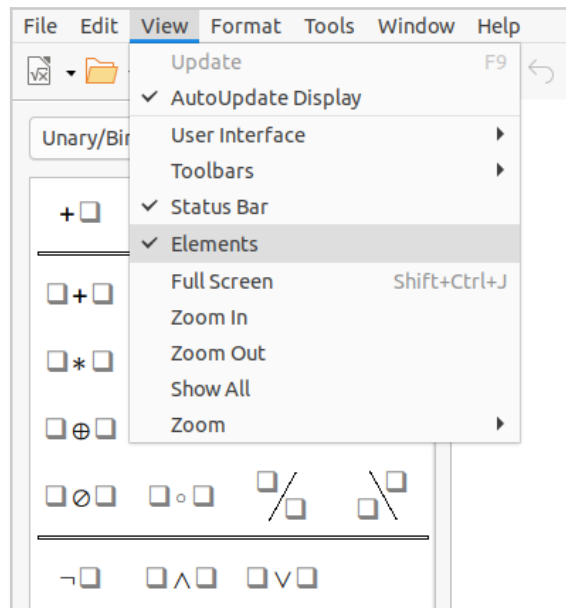 File Edit View Format Tools Window Help
Update F9
AutoUpdate Display
Unary/Bin
User Interface
Toolbars
Status Bar
Elements
Full Screen Shift+Ctrl+J
Zoom In
Zoom Out
Show All
Zoom
+□
□+□
□∗□
□⊕□
□⊘□ □∘□ □/□ □\□
¬□ □∧□ □∨□